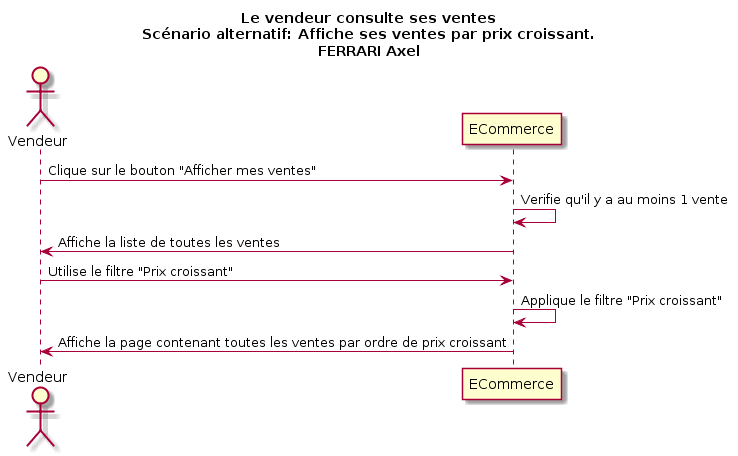 Le vendeur consulte ses ventes
Scénario alternatif: Affiche ses ventes par prix croissant.
FERRARI Axel
Vendeur
ECommerce
Clique sur le bouton "Afficher mes ventes"
Verifie qu'il y a au moins 1 vente
Affiche la liste de toutes les ventes
Utilise le filtre "Prix croissant"
Applique le filtre "Prix croissant"
Affiche la page contenant toutes les ventes par ordre de prix croissant
Vendeur
ECommerce